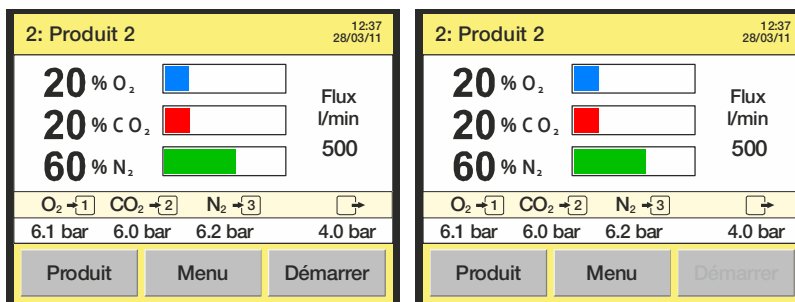 2: Produit 2
12:37
28/03/11
20 % O₂
20 % CO₂
60 % N₂
Flux
l/min
500
O₂ 1 CO₂ 2 N₂ 3
6.1 bar 6.0 bar 6.2 bar 4.0 bar
Produit Menu Démarrer
2: Produit 2
12:37
28/03/11
20 % O₂
20 % CO₂
60 % N₂
Flux
l/min
500
O₂ 1 CO₂ 2 N₂ 3
6.1 bar 6.0 bar 6.2 bar 4.0 bar
Produit Menu Démarrer